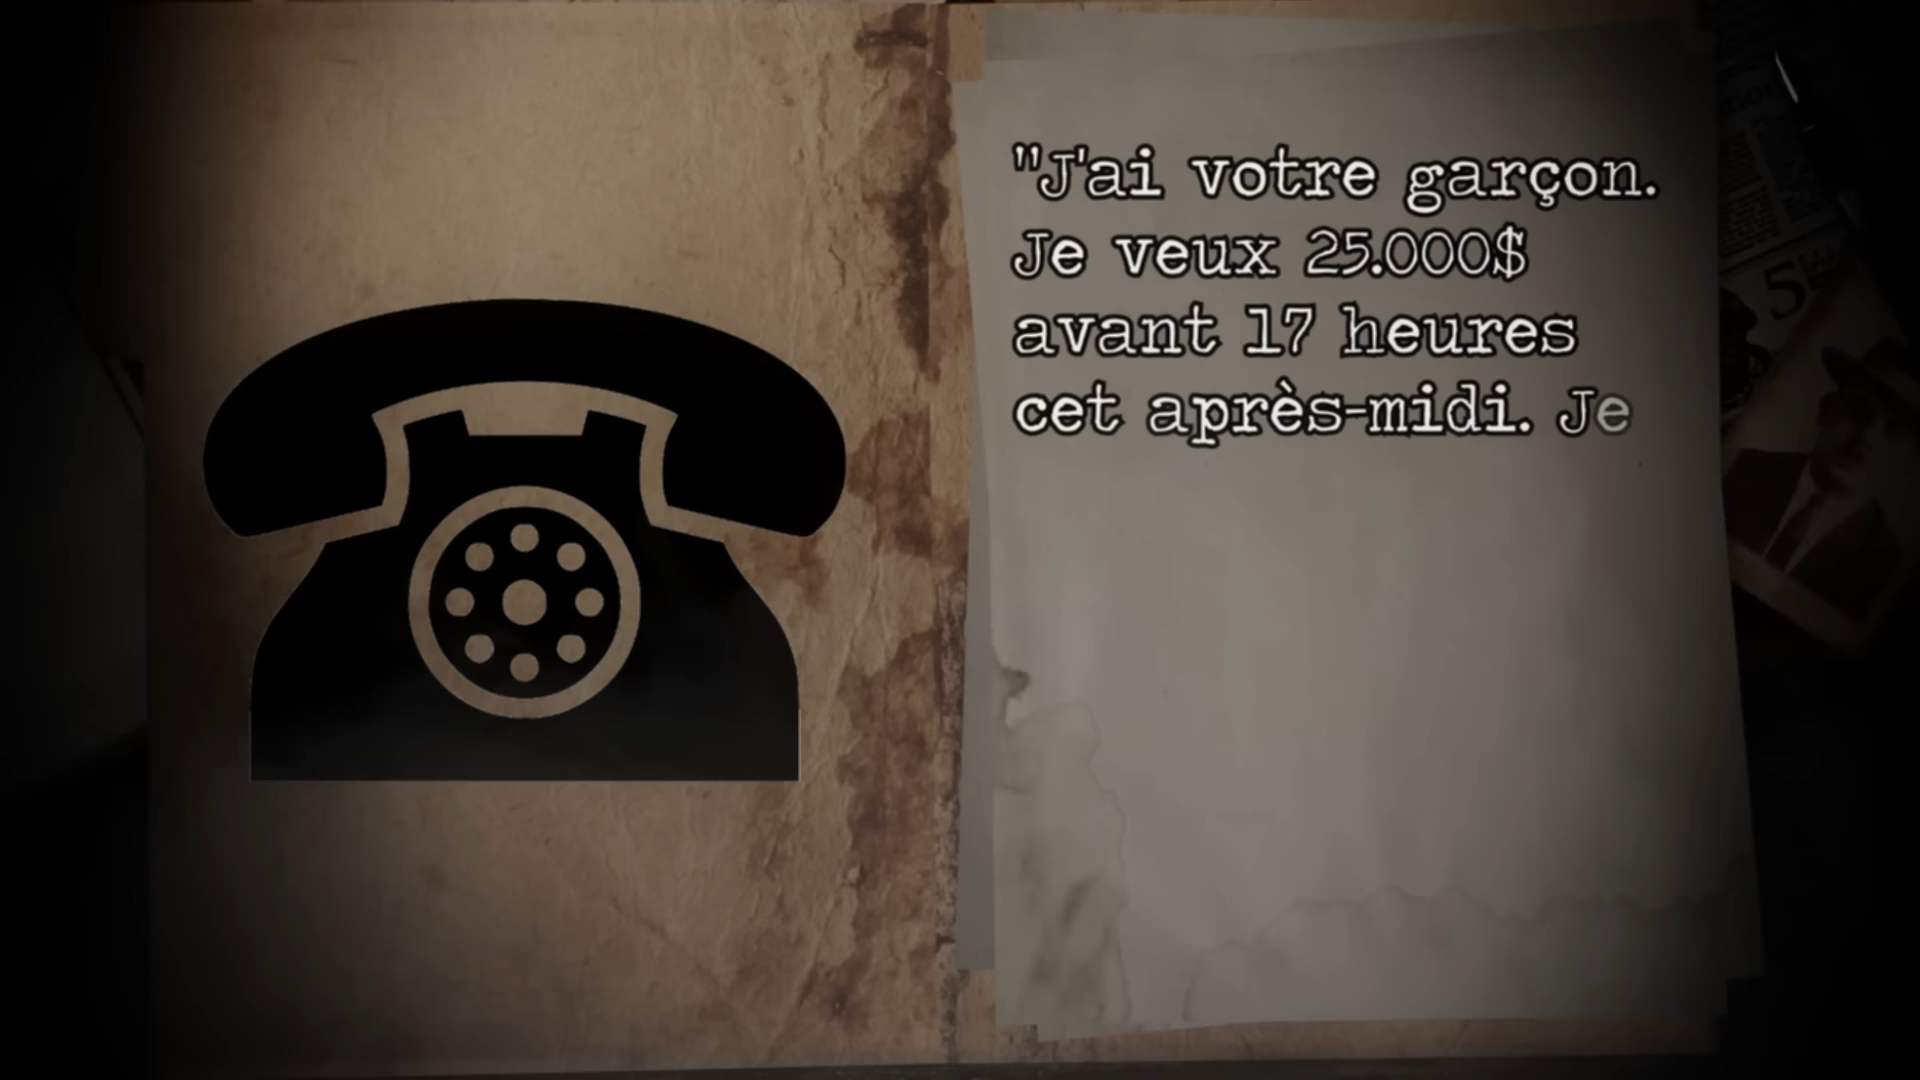 "J'ai votre garçon.
Je veux 25.000$
avant 17 heures
cet après-midi. Je